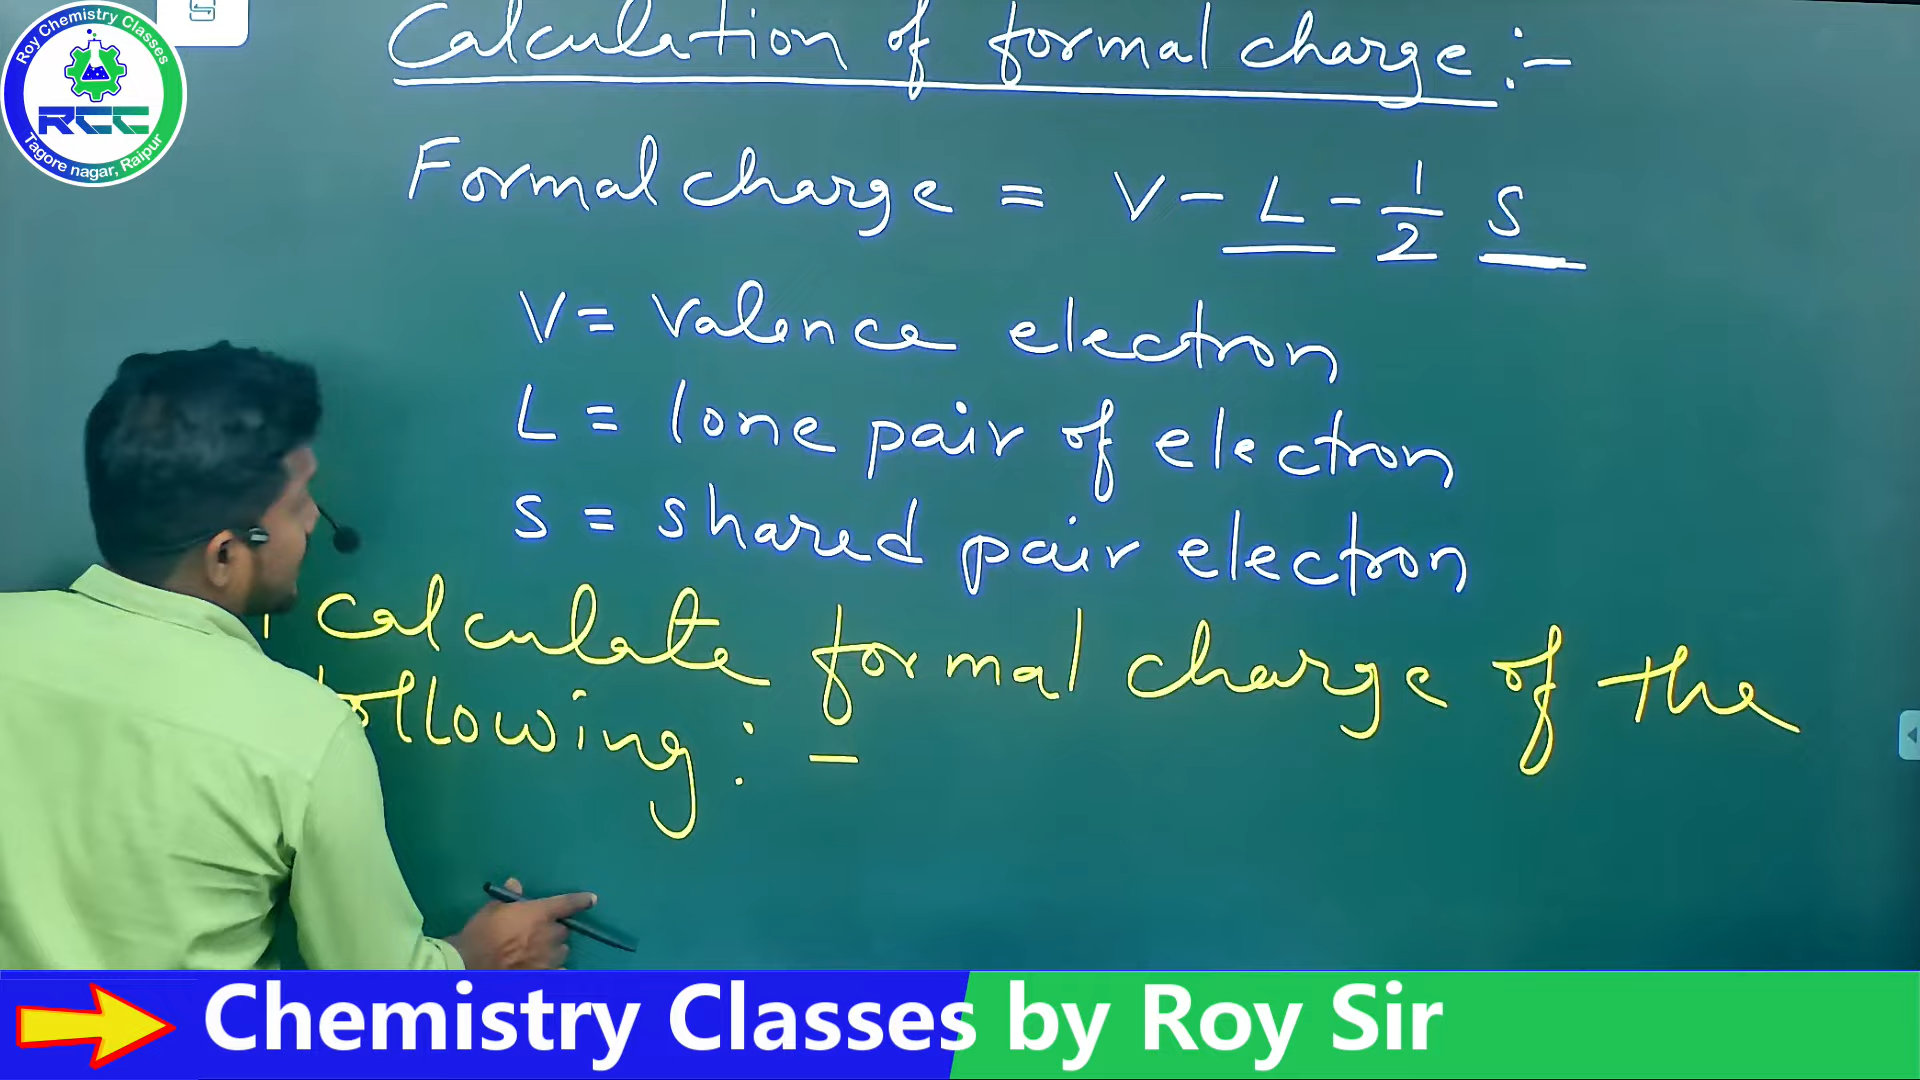 Roy Chemistry Classes
RCC
Tagore nagar, Raipur
Calculation of formal charge :-
Formal charge = V - L - 1/2 S
V = Valence electron
L = lone pair of electron
S = shared pair electron
calculate formal charge of the
following : -
Chemistry Classes by Roy Sir